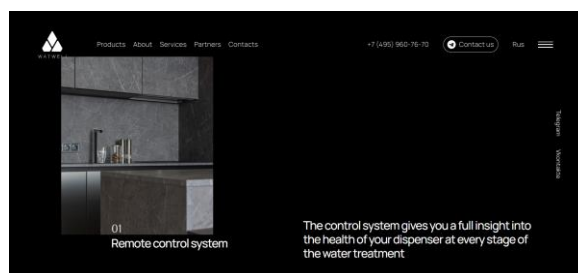 Products About Services Partners Contacts
+7 (495) 960-76-70
Contact us
Rus
WATWELL
Telegram
Vkontakte
01
Remote control system
The control system gives you a full insight into
the health of your dispenser at every stage of
the water treatment